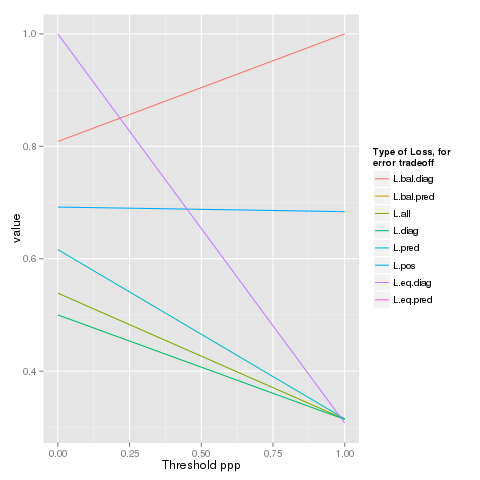 1.0
0.8
0.6
0.4
value
0.00 0.25 0.50 0.75 1.00
Threshold ppp
Type of Loss, for
error tradeoff
L.bal.diag
L.bal.pred
L.all
L.diag
L.pred
L.pos
L.eq.diag
L.eq.pred